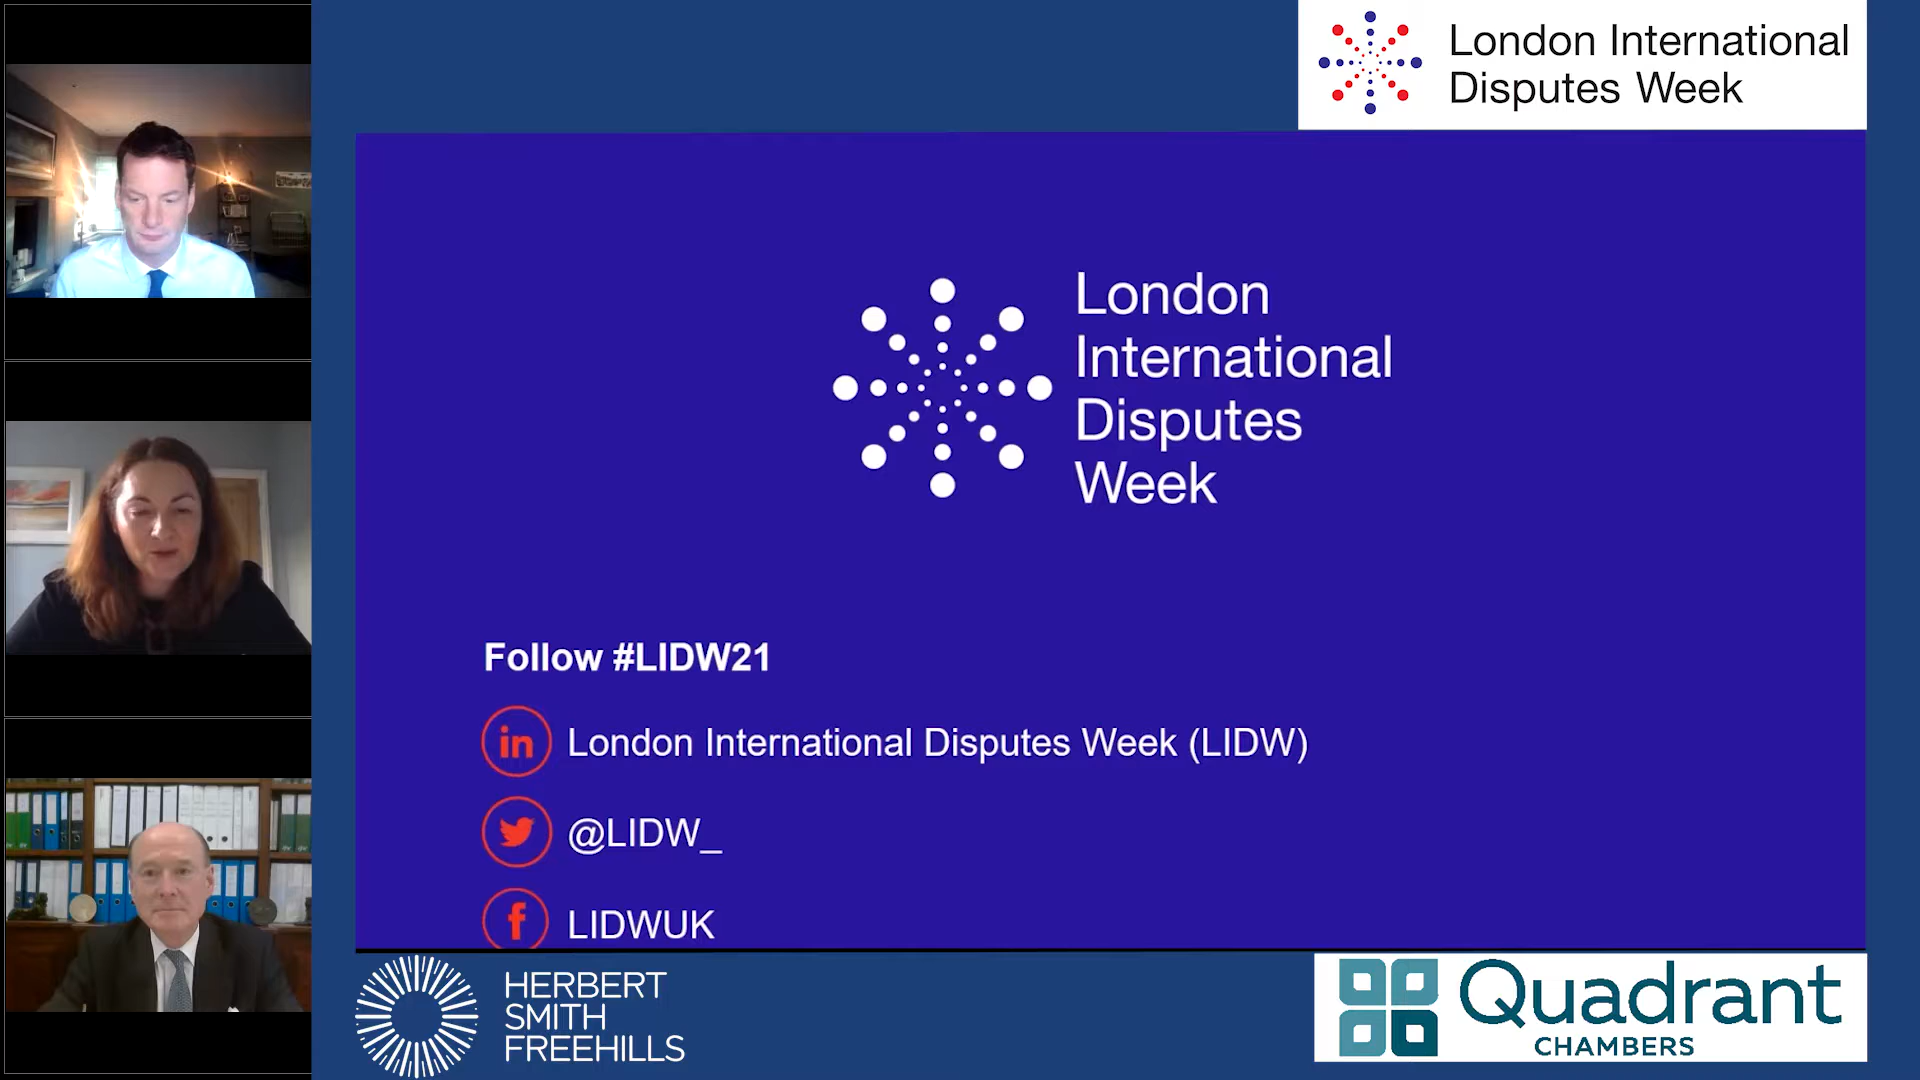 London International
Disputes Week
London
International
Disputes
Week
Follow #LIDW21
in London International Disputes Week (LIDW)
@LIDW_
f LIDWUK
HERBERT
SMITH
FREEHILLS
Quadrant
CHAMBERS